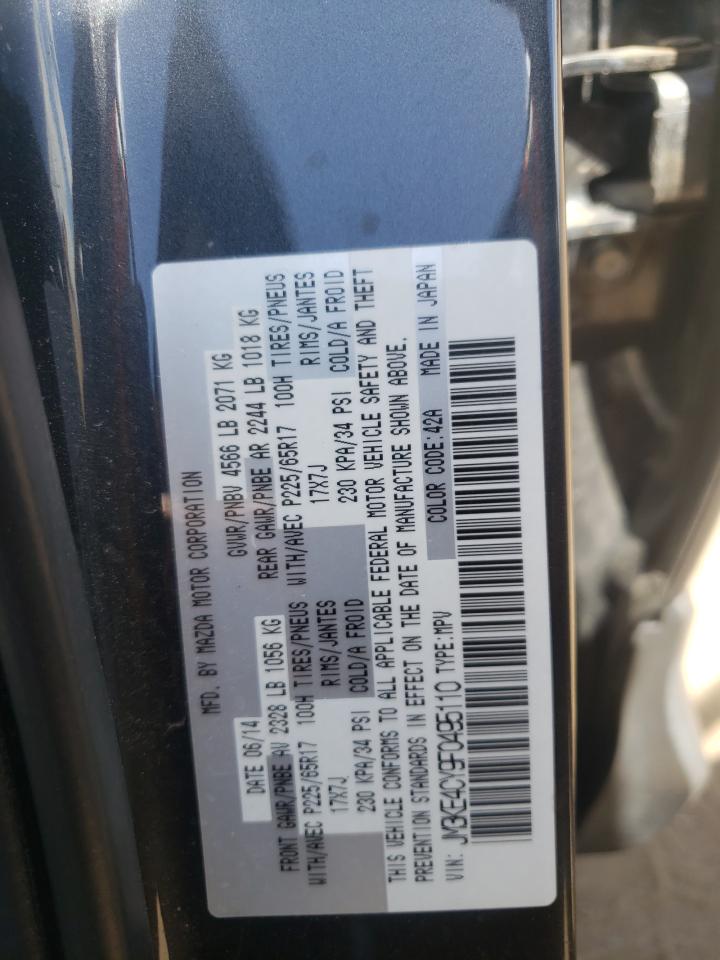 MFD. BY MAZDA MOTOR CORPORATION
DATE 06/14 GVWR/PNBV 4566 LB 2071 KG
FRONT GAWR/PNBE AV 2328 LB 1056 KG REAR GAWR/PNBE AR 2244 LB 1018 KG
WITH/AVEC P225/65R17 100H TIRES/PNEUS WITH/AVEC P225/65R17 100H TIRES/PNEUS
17X7J RIMS/JANTES 17X7J RIMS/JANTES
230 KPA/34 PSI COLD/A FROID 230 KPA/34 PSI COLD/A FROID
THIS VEHICLE CONFORMS TO ALL APPLICABLE FEDERAL MOTOR VEHICLE SAFETY AND THEFT
PREVENTION STANDARDS IN EFFECT ON THE DATE OF MANUFACTURE SHOWN ABOVE.
VIN: JM3KE4CY9F0495110 TYPE:MPV COLOR CODE:42A MADE IN JAPAN